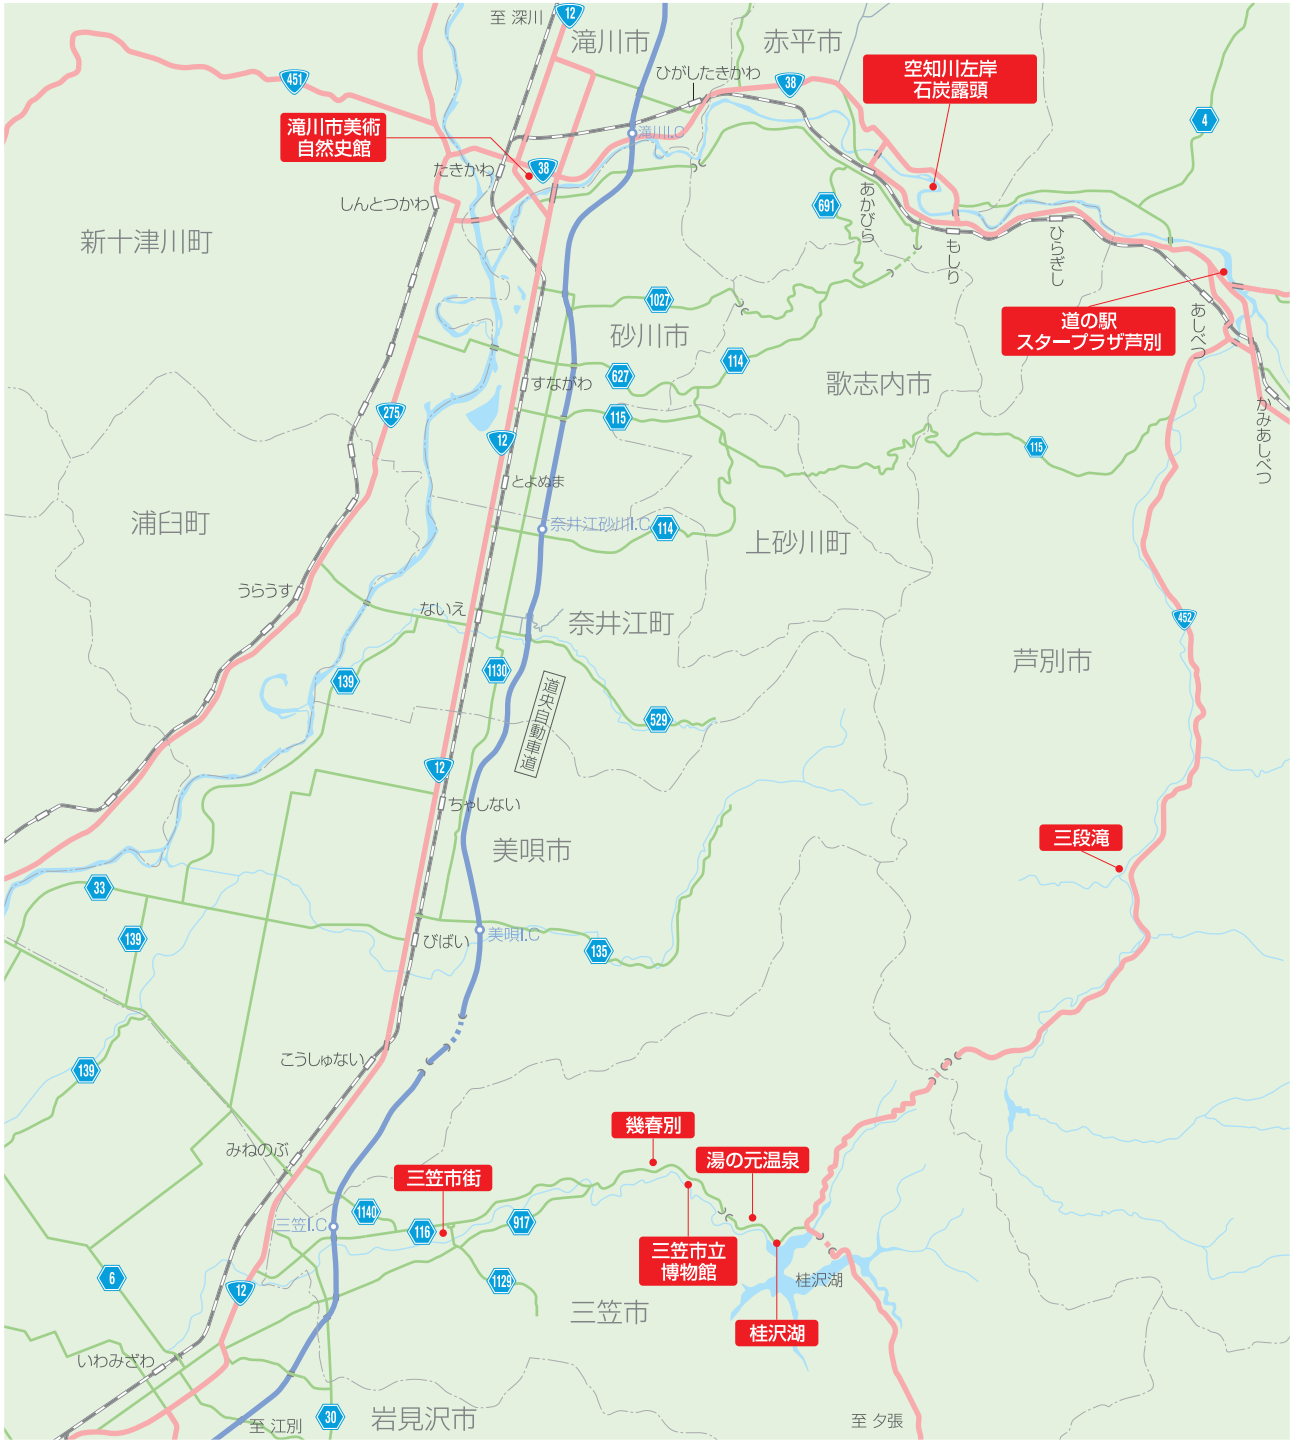 至 深川
12
滝川市
赤平市
ひがしたきかわ
451
38
空知川左岸
石炭露頭
4
滝川市美術
自然史館
滝川I.C
たきかわ
38
しんとつかわ
あかびら
691
新十津川町
もしり
ひらぎし
1027
砂川市
道の駅
スタープラザ芦別
あしべつ
114
627
すながわ
歌志内市
275
115
12
115
かみあしべつ
とよぬま
浦臼町
奈井江砂川I.C
114
上砂川町
うらうす
ないえ
奈井江町
452
芦別市
139
1130
道央自動車道
529
12
ちゃしない
三段滝
美唄市
33
139
びばい
美唄I.C
135
こうしゅない
139
みねのぶ
幾春別
湯の元温泉
三笠市街
1140
三笠I.C
116
917
三笠市立
博物館
6
12
1129
桂沢湖
三笠市
桂沢湖
いわみざわ
至 江別
30
岩見沢市
至 夕張